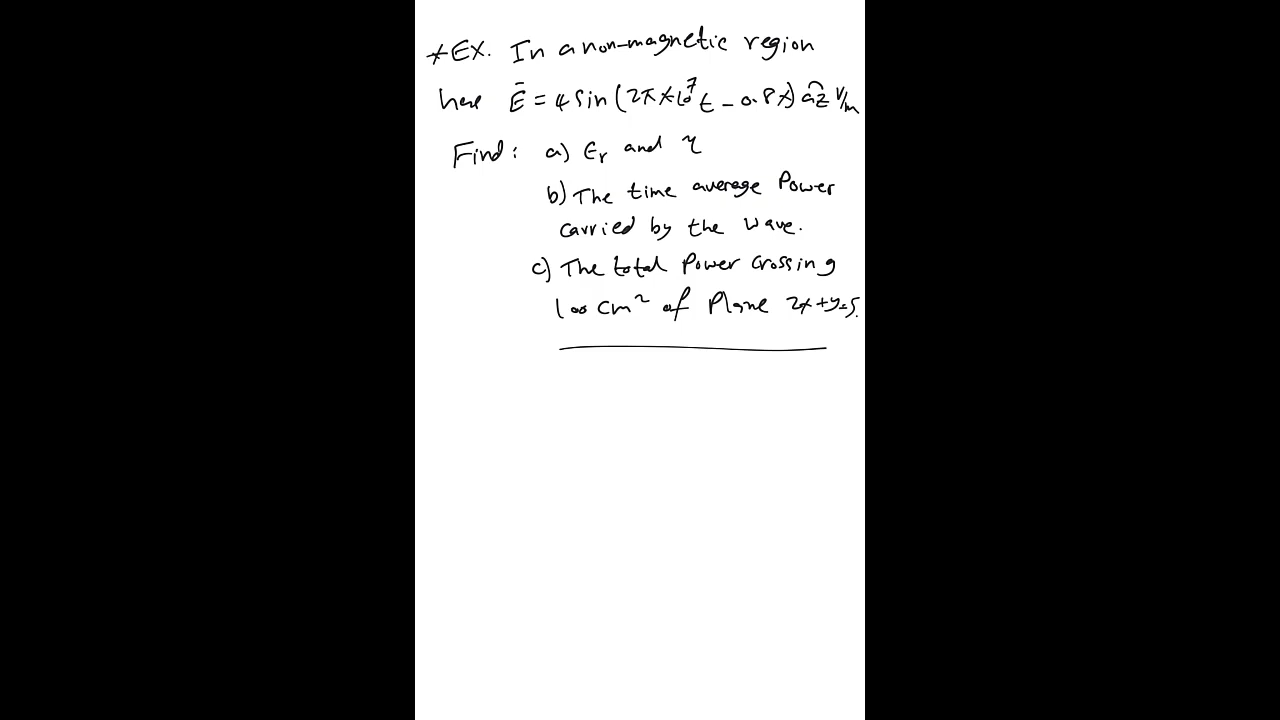 *EX. In a non-magnetic region
here Ē = 4 sin (2π×10⁷t - 0.8x) âz V/m
Find: a) εr and η
b) The time average Power
carried by the wave.
c) The total Power crossing
100 cm² of Plane 2x+y=5.